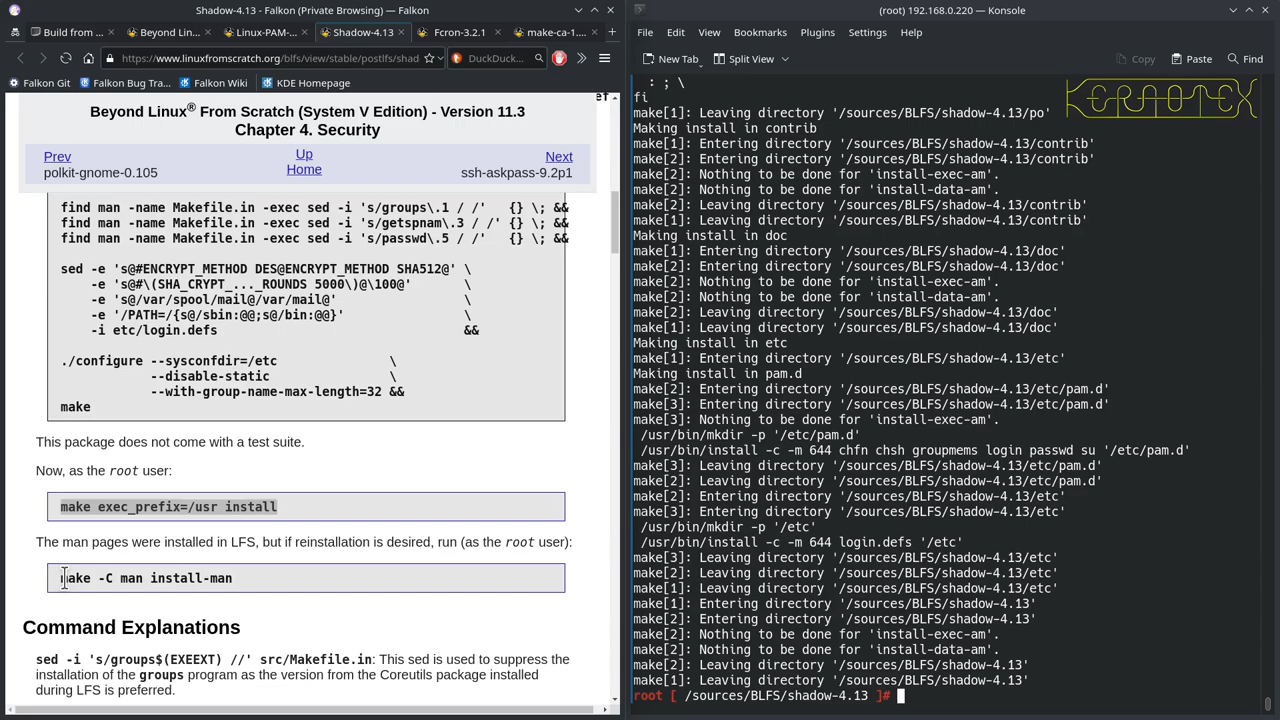 Shadow-4.13 - Falkon (Private Browsing) — Falkon
Build from ...
Beyond Lin...
Linux-PAM-...
Shadow-4.13
Fcron-3.2.1
make-ca-1....
https://www.linuxfromscratch.org/blfs/view/stable/postlfs/shad
DuckDuck...
Falkon Git
Falkon Bug Tra...
Falkon Wiki
KDE Homepage
Beyond Linux® From Scratch (System V Edition) - Version 11.3
Chapter 4. Security
Prev
Up
Next
polkit-gnome-0.105
Home
ssh-askpass-9.2p1
find man -name Makefile.in -exec sed -i 's/groups\.1 / /'   {} \; &&
find man -name Makefile.in -exec sed -i 's/getspnam\.3 / /' {} \; &&
find man -name Makefile.in -exec sed -i 's/passwd\.5 / /'   {} \; &&
sed -e 's@#ENCRYPT_METHOD DES@ENCRYPT_METHOD SHA512@' \
    -e 's@#\(SHA_CRYPT_..._ROUNDS 5000\)@\100@'       \
    -e 's@/var/spool/mail@/var/mail@'                 \
    -e '/PATH=/{s@/sbin:@@;s@/bin:@@}'                \
    -i etc/login.defs                                 &&
./configure --sysconfdir=/etc               \
            --disable-static                \
            --with-group-name-max-length=32 &&
make
This package does not come with a test suite.
Now, as the root user:
make exec_prefix=/usr install
The man pages were installed in LFS, but if reinstallation is desired, run (as the root user):
make -C man install-man
Command Explanations
sed -i 's/groups$(EXEEXT) //' src/Makefile.in: This sed is used to suppress the
installation of the groups program as the version from the Coreutils package installed
during LFS is preferred.
(root) 192.168.0.220 — Konsole
File Edit View Bookmarks Plugins Settings Help
New Tab
Split View
Copy
Paste
Find
KERAOTEX
  : ; \
fi
make[1]: Leaving directory '/sources/BLFS/shadow-4.13/po'
Making install in contrib
make[1]: Entering directory '/sources/BLFS/shadow-4.13/contrib'
make[2]: Entering directory '/sources/BLFS/shadow-4.13/contrib'
make[2]: Nothing to be done for 'install-exec-am'.
make[2]: Nothing to be done for 'install-data-am'.
make[2]: Leaving directory '/sources/BLFS/shadow-4.13/contrib'
make[1]: Leaving directory '/sources/BLFS/shadow-4.13/contrib'
Making install in doc
make[1]: Entering directory '/sources/BLFS/shadow-4.13/doc'
make[2]: Entering directory '/sources/BLFS/shadow-4.13/doc'
make[2]: Nothing to be done for 'install-exec-am'.
make[2]: Nothing to be done for 'install-data-am'.
make[2]: Leaving directory '/sources/BLFS/shadow-4.13/doc'
make[1]: Leaving directory '/sources/BLFS/shadow-4.13/doc'
Making install in etc
make[1]: Entering directory '/sources/BLFS/shadow-4.13/etc'
Making install in pam.d
make[2]: Entering directory '/sources/BLFS/shadow-4.13/etc/pam.d'
make[3]: Entering directory '/sources/BLFS/shadow-4.13/etc/pam.d'
make[3]: Nothing to be done for 'install-exec-am'.
 /usr/bin/mkdir -p '/etc/pam.d'
 /usr/bin/install -c -m 644 chfn chsh groupmems login passwd su '/etc/pam.d'
make[3]: Leaving directory '/sources/BLFS/shadow-4.13/etc/pam.d'
make[2]: Leaving directory '/sources/BLFS/shadow-4.13/etc/pam.d'
make[2]: Entering directory '/sources/BLFS/shadow-4.13/etc'
make[3]: Entering directory '/sources/BLFS/shadow-4.13/etc'
 /usr/bin/mkdir -p '/etc'
 /usr/bin/install -c -m 644 login.defs '/etc'
make[3]: Leaving directory '/sources/BLFS/shadow-4.13/etc'
make[2]: Leaving directory '/sources/BLFS/shadow-4.13/etc'
make[1]: Leaving directory '/sources/BLFS/shadow-4.13/etc'
make[1]: Entering directory '/sources/BLFS/shadow-4.13'
make[2]: Entering directory '/sources/BLFS/shadow-4.13'
make[2]: Nothing to be done for 'install-exec-am'.
make[2]: Nothing to be done for 'install-data-am'.
make[2]: Leaving directory '/sources/BLFS/shadow-4.13'
make[1]: Leaving directory '/sources/BLFS/shadow-4.13'
root [ /sources/BLFS/shadow-4.13 ]#